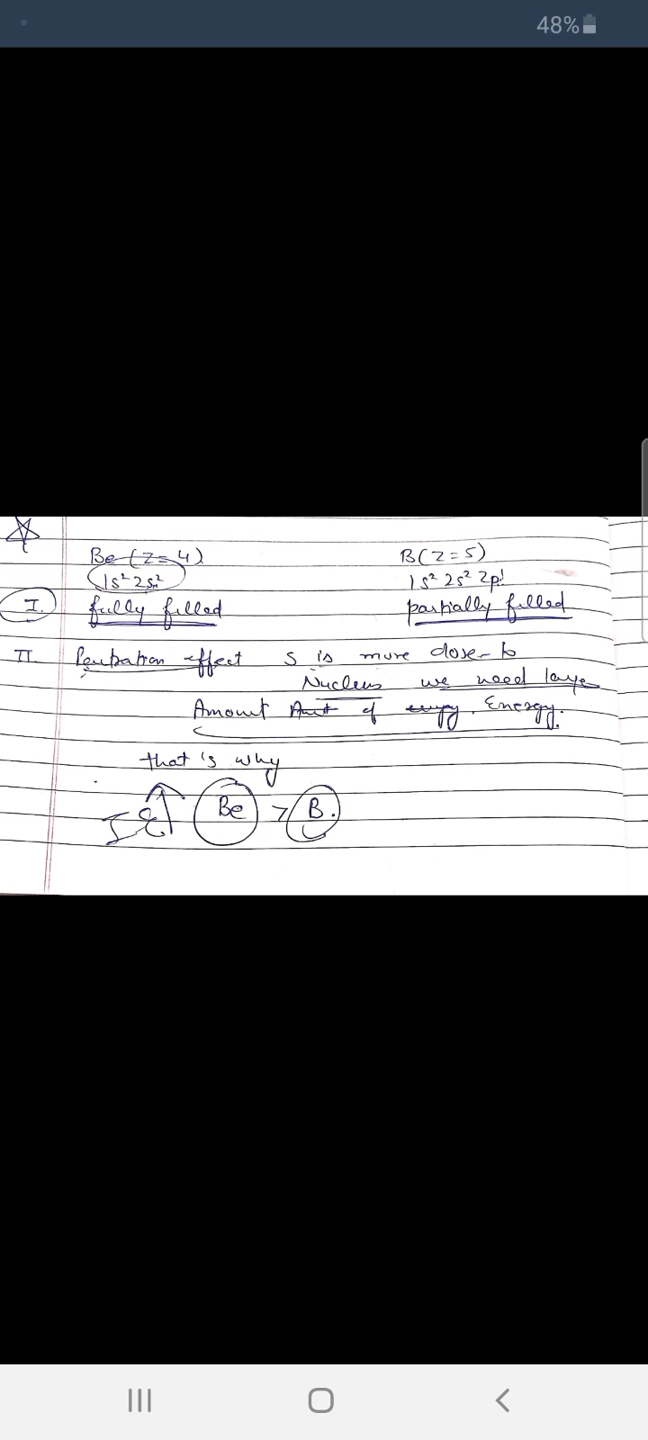 48%
Be (Z=4) B(Z=5)
1s² 2s² 1s² 2s² 2p¹
I. fully filled partially filled
II. effect S is more close to
Nucleus we need large
Amount of Energy.
that's why
IE Be > B.